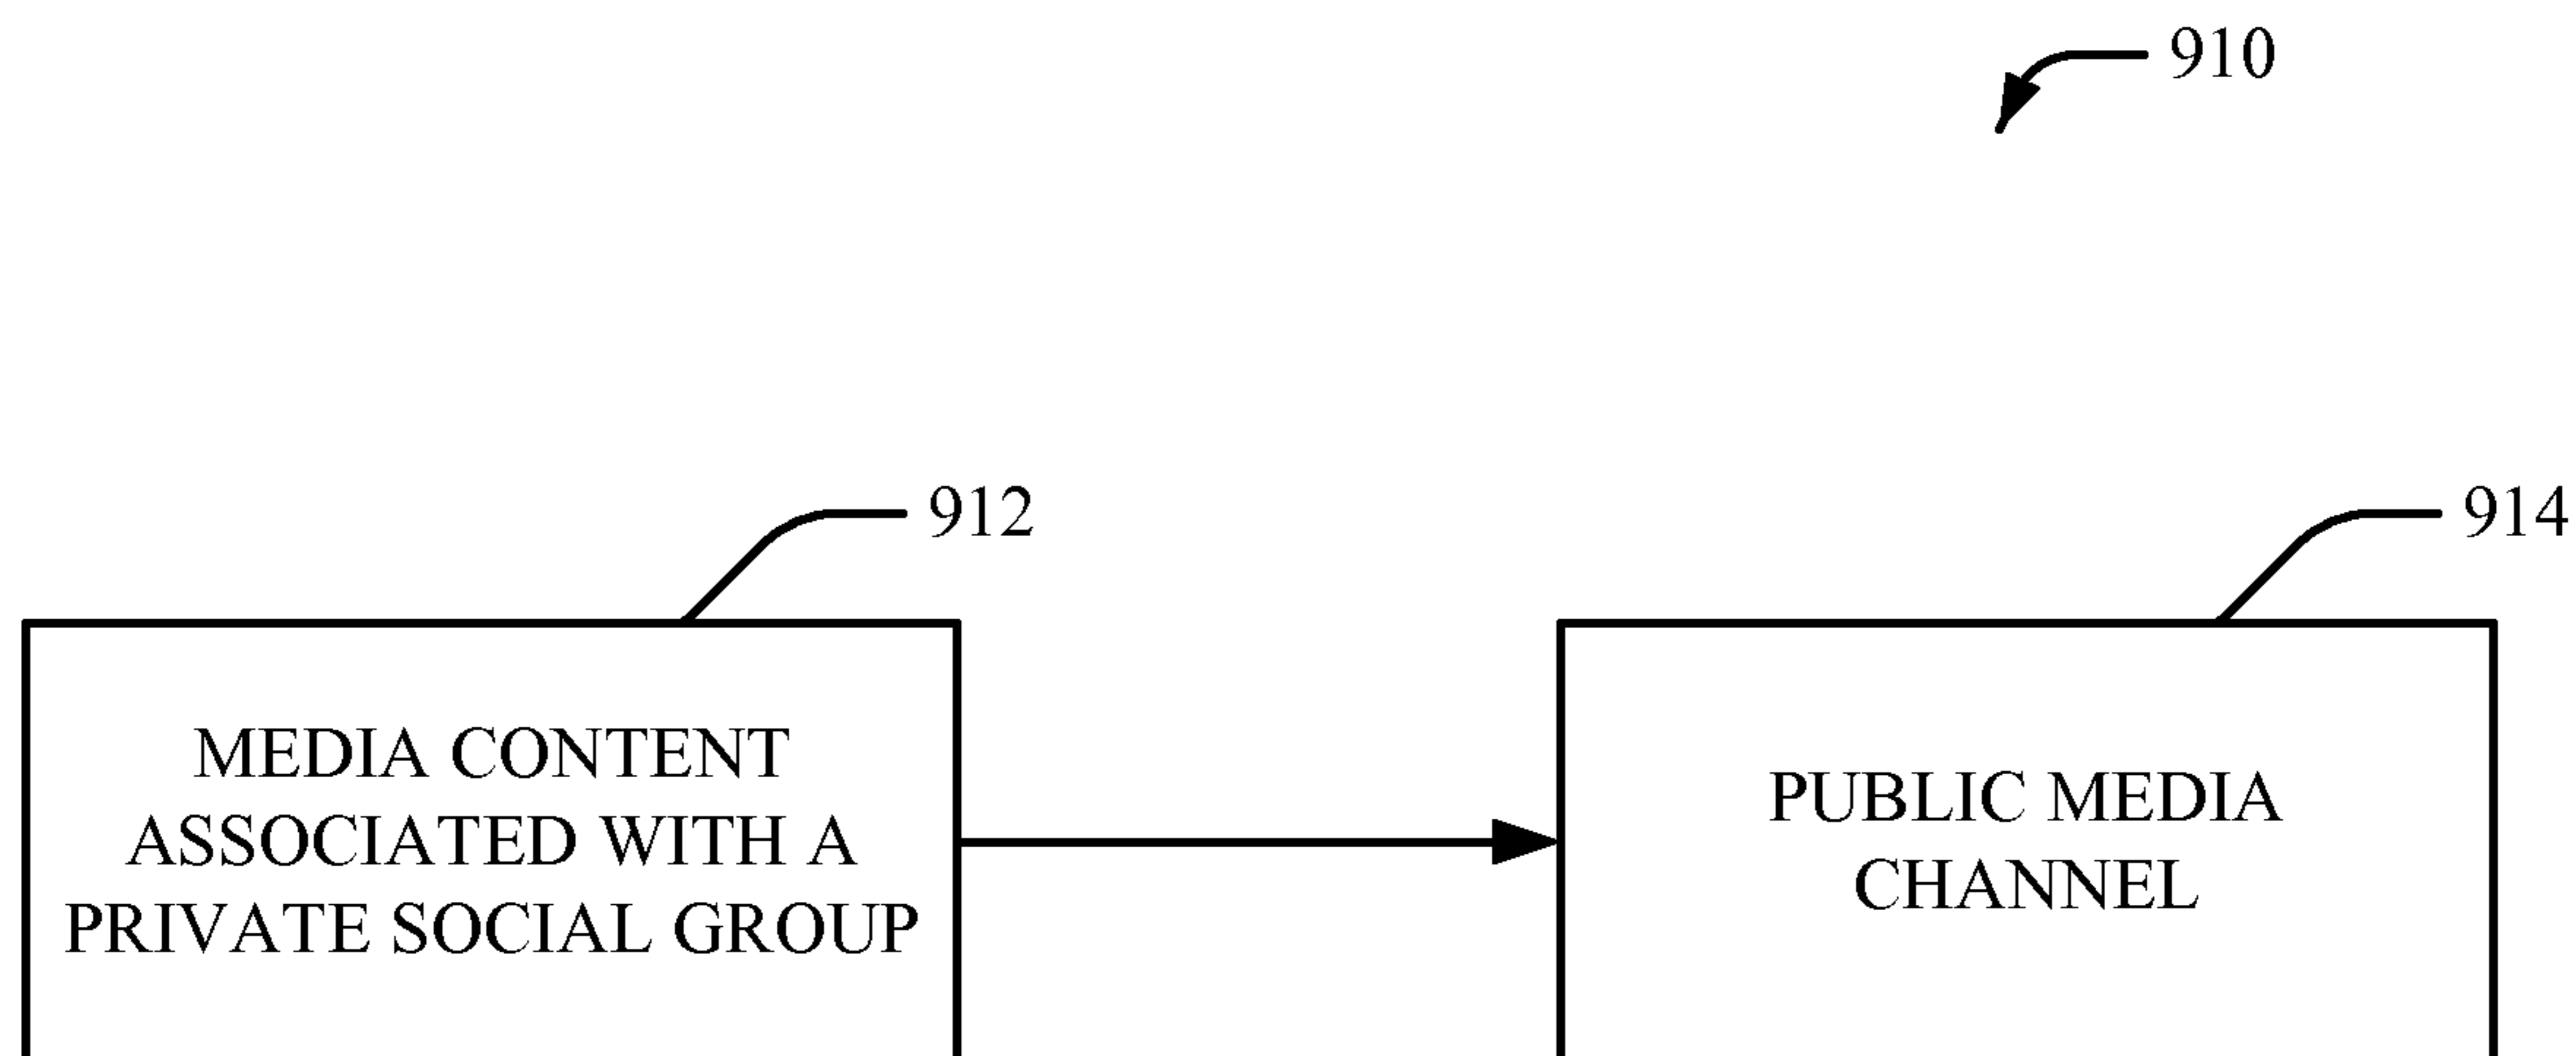 910
912
914
MEDIA CONTENT
ASSOCIATED WITH A
PRIVATE SOCIAL GROUP
PUBLIC MEDIA
CHANNEL